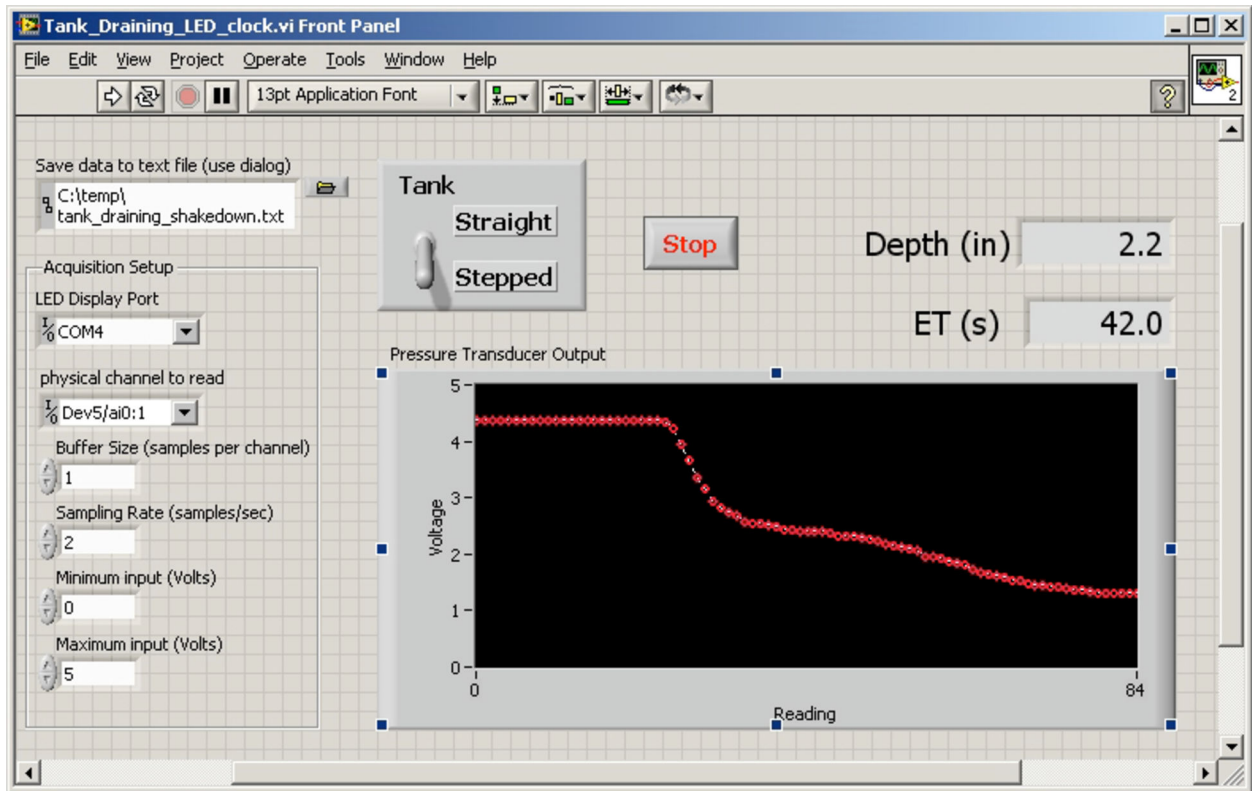 Tank_Draining_LED_clock.vi Front Panel
File Edit View Project Operate Tools Window Help
13pt Application Font
2
Save data to text file (use dialog)
C:\temp\
tank_draining_shakedown.txt
Acquisition Setup
LED Display Port
COM4
physical channel to read
Dev5/ai0:1
Buffer Size (samples per channel)
1
Sampling Rate (samples/sec)
2
Minimum input (Volts)
0
Maximum input (Volts)
5
Tank
Straight
Stepped
Stop
Depth (in) 2.2
ET (s) 42.0
Pressure Transducer Output
5
4
3
2
1
0
Voltage
0 84
Reading